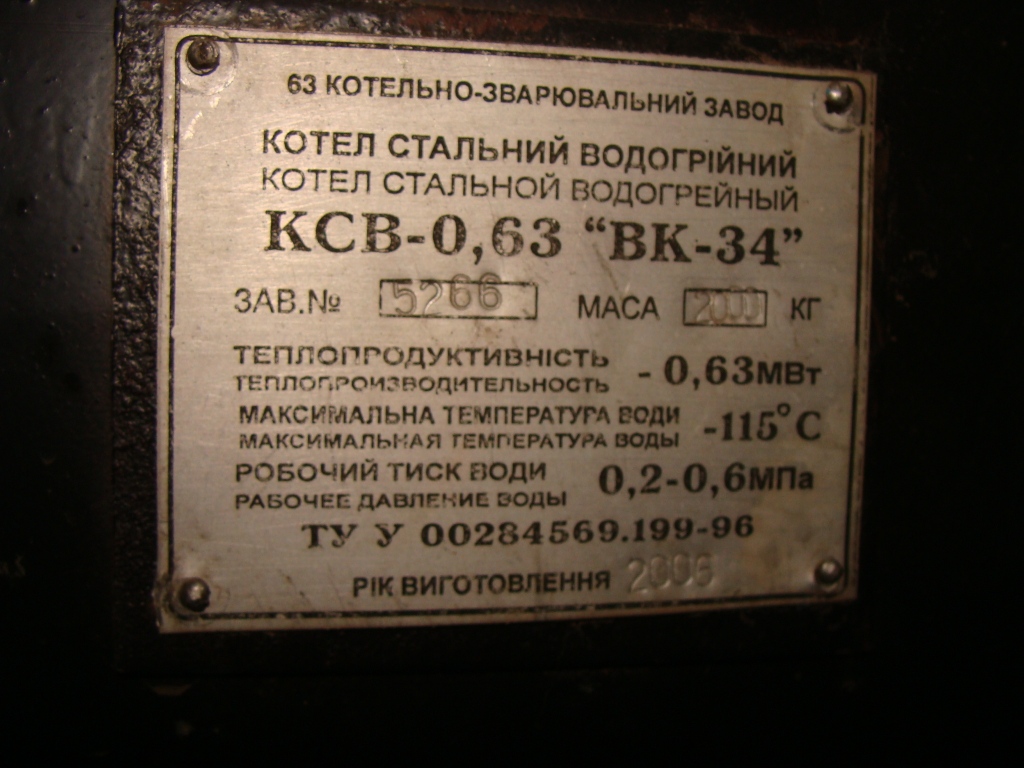 63 КОТЕЛЬНО-ЗВАРЮВАЛЬНИЙ ЗАВОД
КОТЕЛ СТАЛЬНИЙ ВОДОГРІЙНИЙ
КОТЕЛ СТАЛЬНОЙ ВОДОГРЕЙНЫЙ
КСВ-0,63 “ВК-34”
ЗАВ.№ 5266 МАСА 2000 КГ
ТЕПЛОПРОДУКТИВНІСТЬ
ТЕПЛОПРОИЗВОДИТЕЛЬНОСТЬ - 0,63МВт
МАКСИМАЛЬНА ТЕМПЕРАТУРА ВОДИ
МАКСИМАЛЬНАЯ ТЕМПЕРАТУРА ВОДЫ -115°С
РОБОЧИЙ ТИСК ВОДИ
РАБОЧЕЕ ДАВЛЕНИЕ ВОДЫ 0,2-0,6МПа
ТУ У 00284569.199-96
РІК ВИГОТОВЛЕННЯ 2006